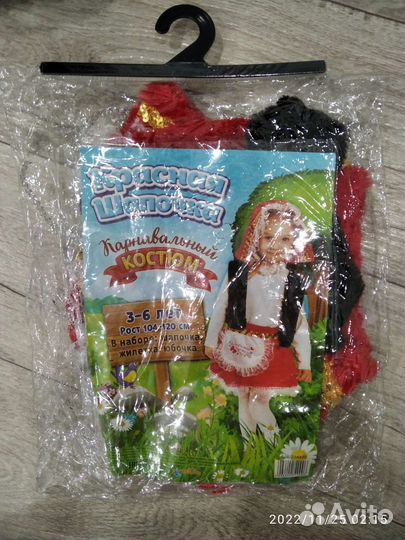 Красная
Шапочка
Карнавальный
КОСТЮМ
3-6 лет
Рост 104-120 см
В наборе: шапочка,
жилетка, юбочка
2022/11/25 02:15
Avito